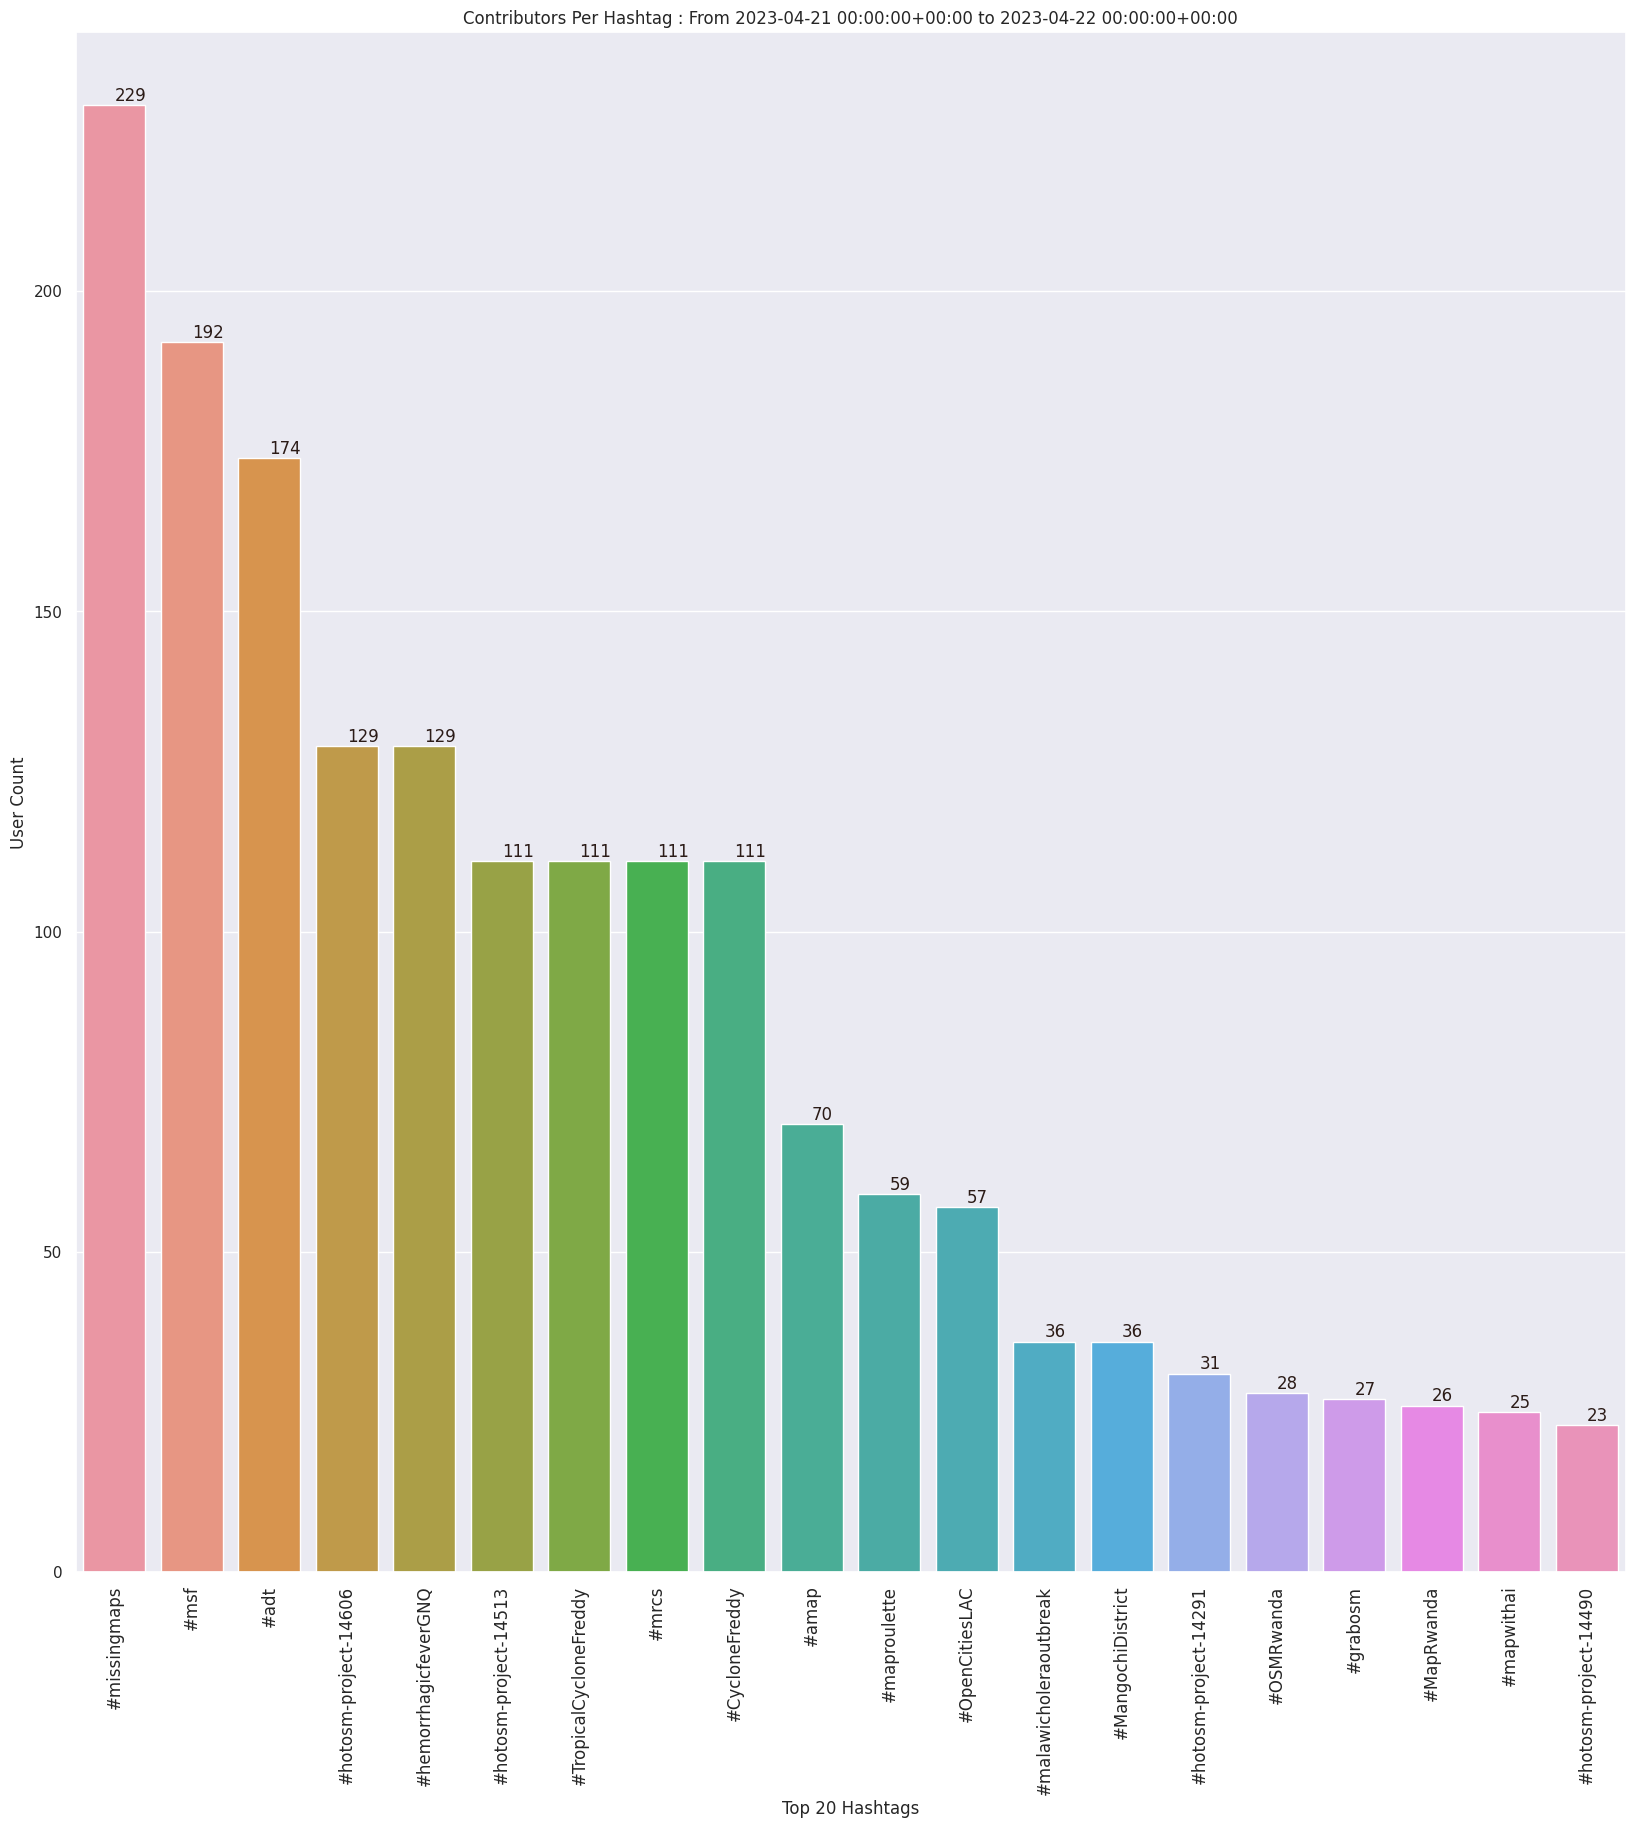 Contributors Per Hashtag : From 2023-04-21 00:00:00+00:00 to 2023-04-22 00:00:00+00:00
User Count
200
150
100
50
0
229
192
174
129
129
111
111
111
111
70
59
57
36
36
31
28
27
26
25
23
#missingmaps
#msf
#adt
#hotosm-project-14606
#hemorrhagicfeverGNQ
#hotosm-project-14513
#TropicalCycloneFreddy
#mrcs
#CycloneFreddy
#amap
#maproulette
#OpenCitiesLAC
#malawicholeraoutbreak
#MangochiDistrict
#hotosm-project-14291
#OSMRwanda
#grabosm
#MapRwanda
#mapwithai
#hotosm-project-14490
Top 20 Hashtags